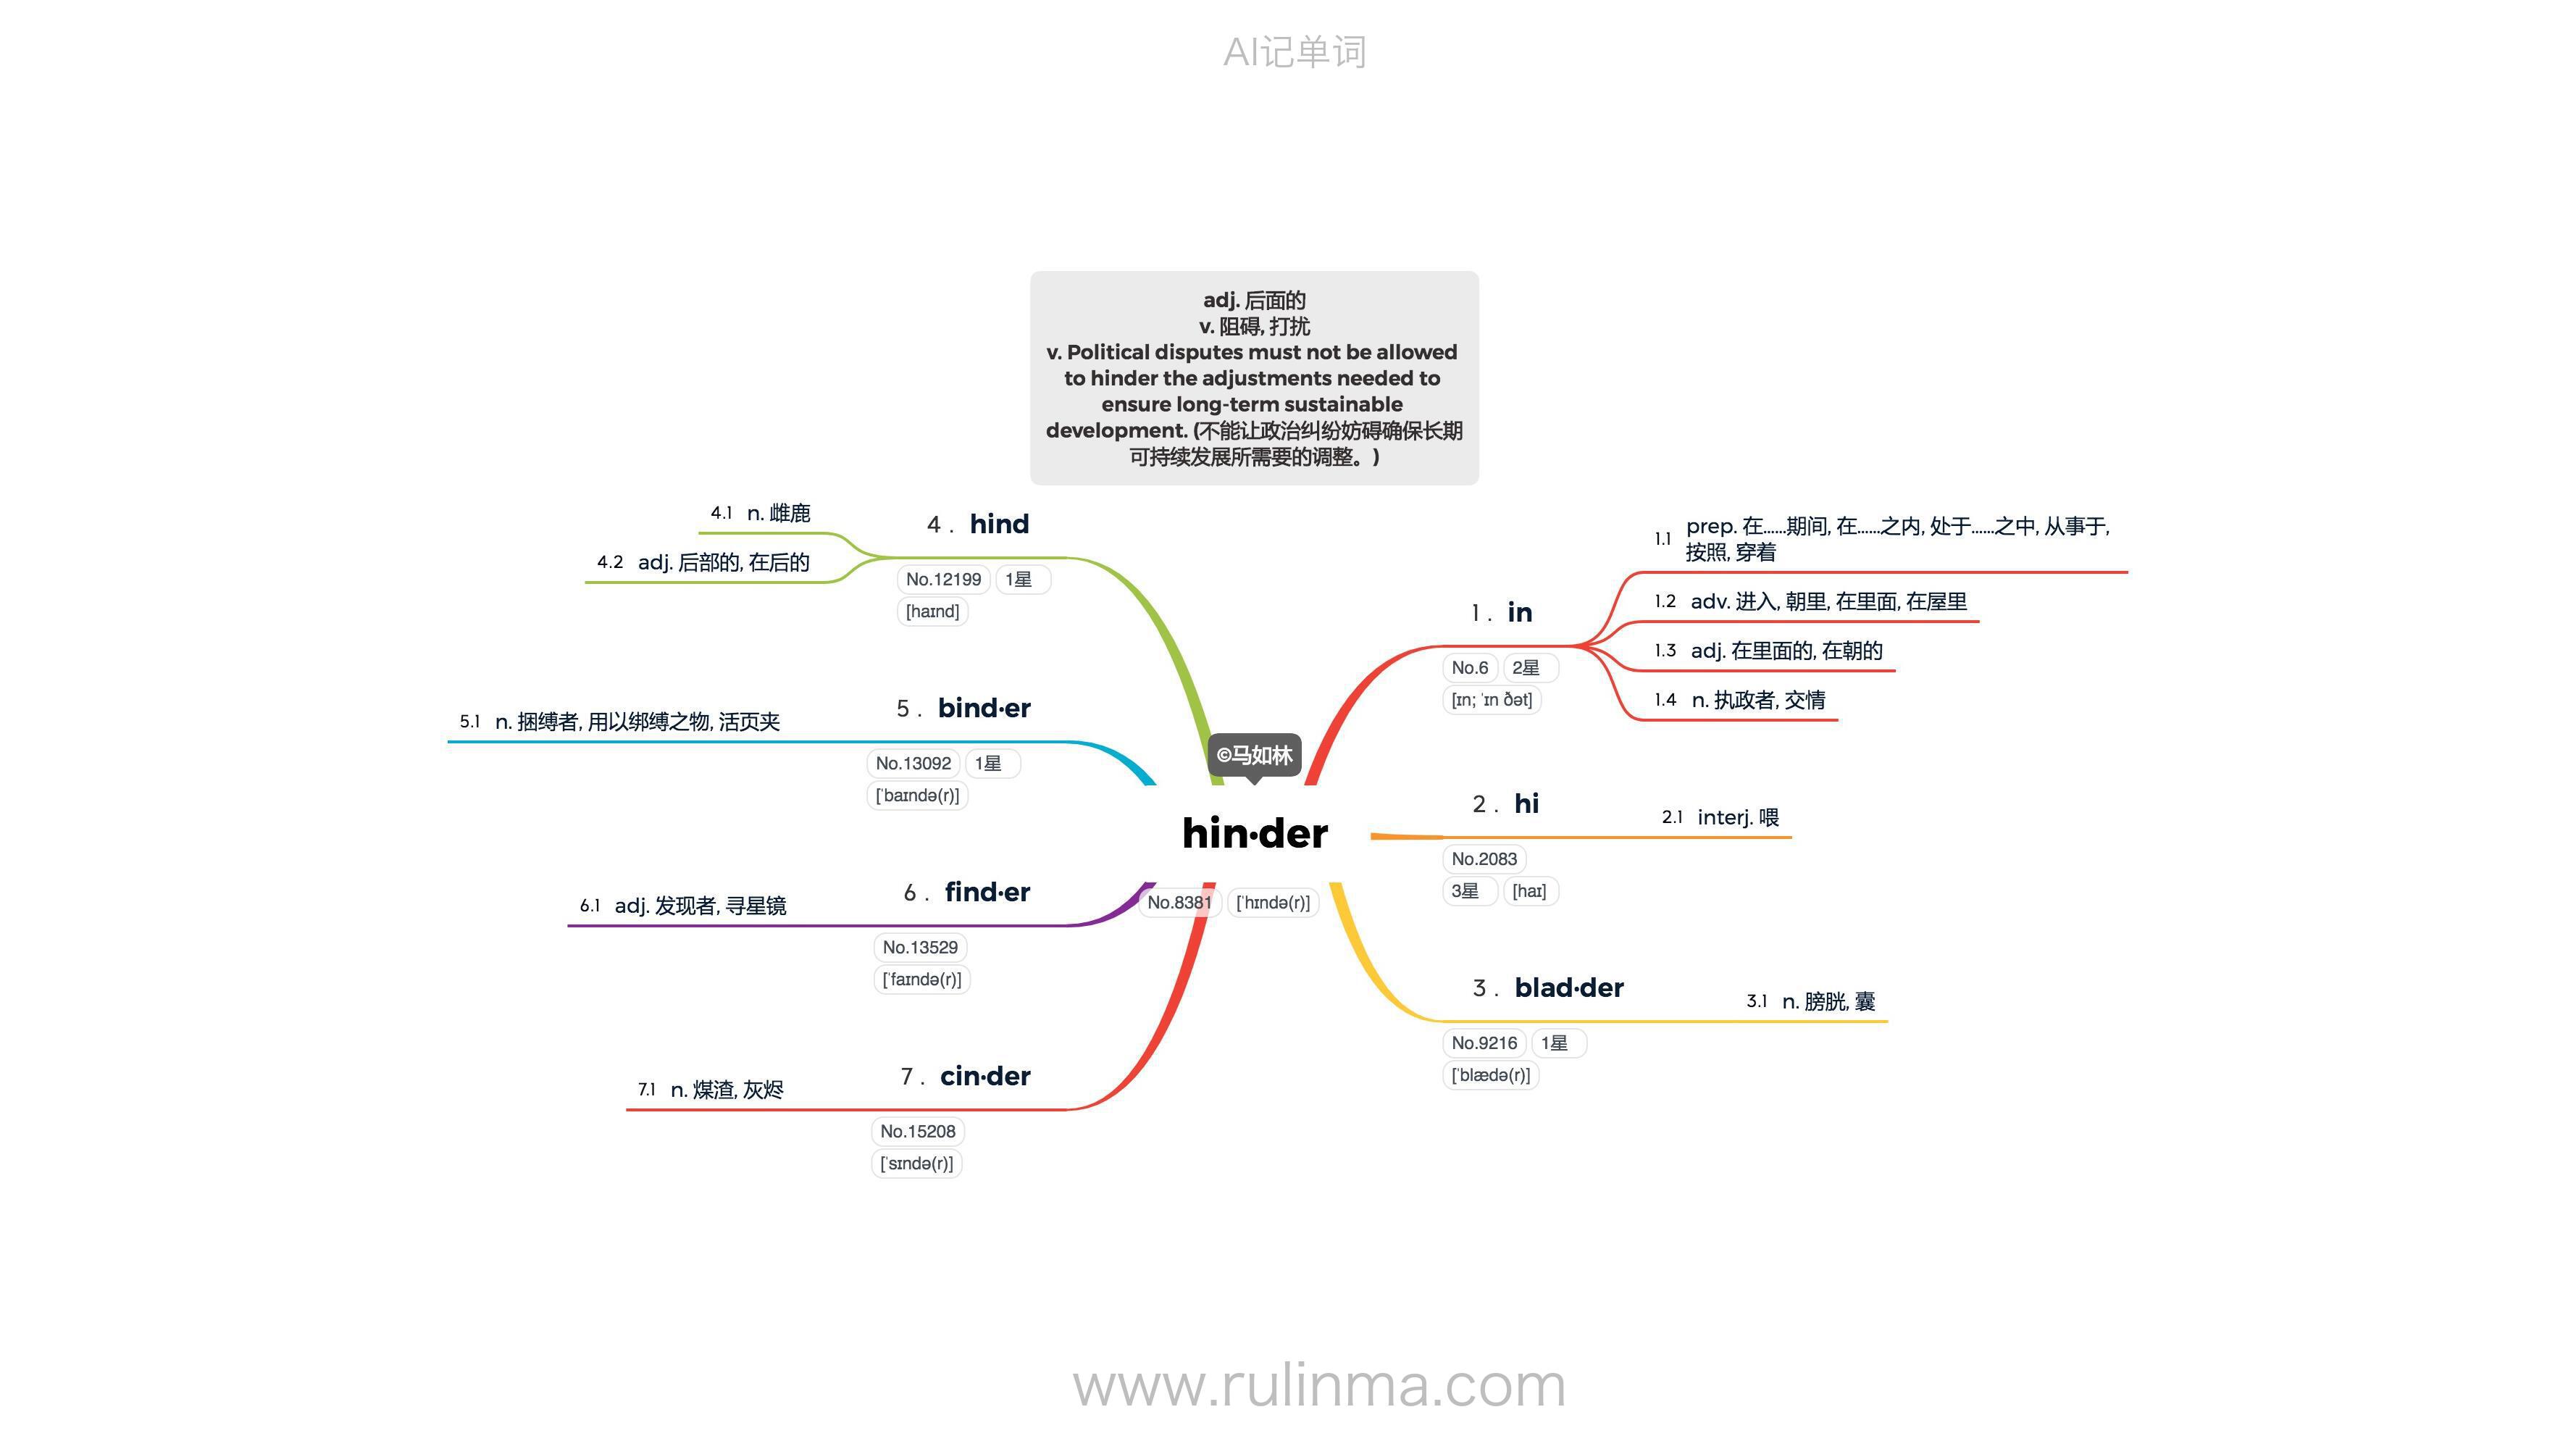 AI记单词
adj. 后面的
v. 阻碍, 打扰
v. Political disputes must not be allowed
to hinder the adjustments needed to
ensure long-term sustainable
development. (不能让政治纠纷妨碍确保长期
可持续发展所需要的调整。)
©马如林
hin·der
No.8381 ['hɪndə(r)]
1 . in
No.6 2星
[ɪn; 'ɪn ðət]
1.1 prep. 在……期间, 在……之内, 处于……之中, 从事于,
按照, 穿着
1.2 adv. 进入, 朝里, 在里面, 在屋里
1.3 adj. 在里面的, 在朝的
1.4 n. 执政者, 交情
2 . hi
No.2083
3星 [haɪ]
2.1 interj. 喂
3 . blad·der
No.9216 1星
['blædə(r)]
3.1 n. 膀胱, 囊
4 . hind
No.12199 1星
[haɪnd]
4.1 n. 雌鹿
4.2 adj. 后部的, 在后的
5 . bind·er
No.13092 1星
['baɪndə(r)]
5.1 n. 捆缚者, 用以绑缚之物, 活页夹
6 . find·er
No.13529
['faɪndə(r)]
6.1 adj. 发现者, 寻星镜
7 . cin·der
No.15208
['sɪndə(r)]
7.1 n. 煤渣, 灰烬
www.rulinma.com